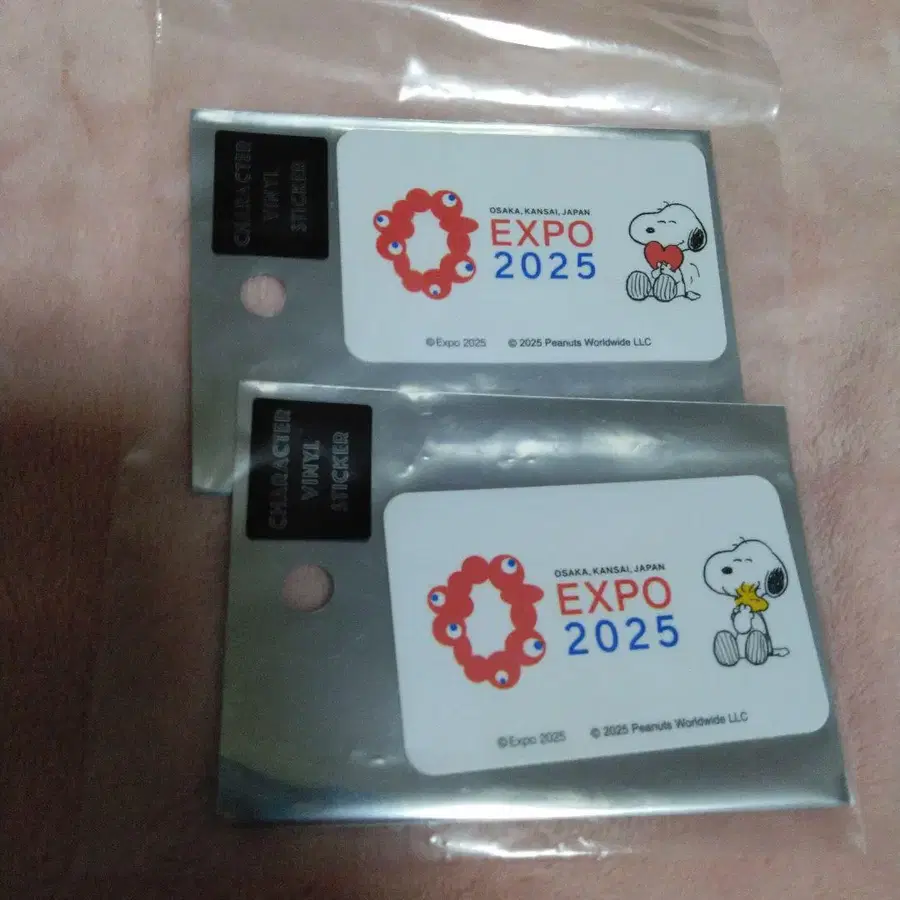 CHARACTER
VINYL
STICKER
OSAKA, KANSAI, JAPAN
EXPO
2025
©Expo 2025 © 2025 Peanuts Worldwide LLC
CHARACTER
VINYL
STICKER
OSAKA, KANSAI, JAPAN
EXPO
2025
©Expo 2025 © 2025 Peanuts Worldwide LLC